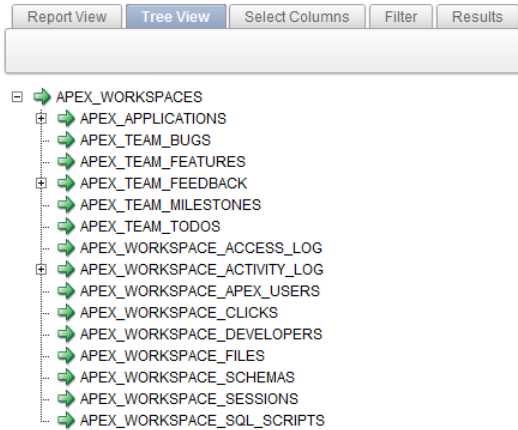 Report View Tree View Select Columns Filter Results
APEX_WORKSPACES
APEX_APPLICATIONS
APEX_TEAM_BUGS
APEX_TEAM_FEATURES
APEX_TEAM_FEEDBACK
APEX_TEAM_MILESTONES
APEX_TEAM_TODOS
APEX_WORKSPACE_ACCESS_LOG
APEX_WORKSPACE_ACTIVITY_LOG
APEX_WORKSPACE_APEX_USERS
APEX_WORKSPACE_CLICKS
APEX_WORKSPACE_DEVELOPERS
APEX_WORKSPACE_FILES
APEX_WORKSPACE_SCHEMAS
APEX_WORKSPACE_SESSIONS
APEX_WORKSPACE_SQL_SCRIPTS